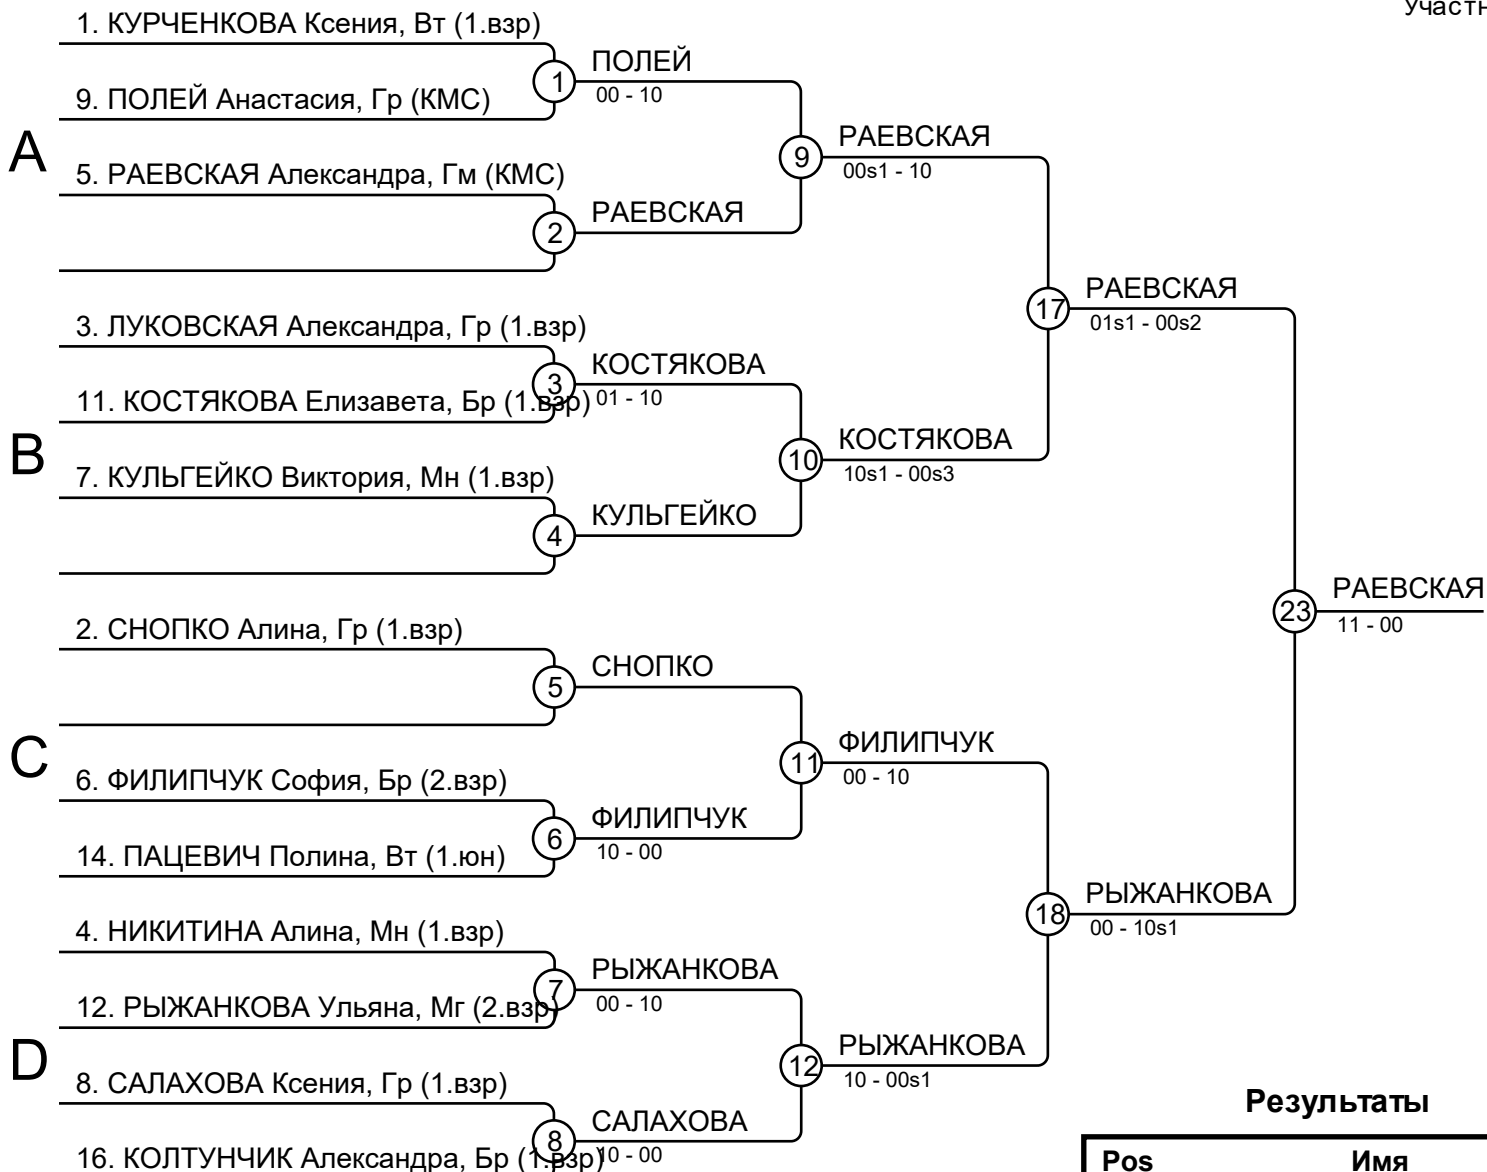 Участн
1. КУРЧЕНКОВА Ксения, Вт (1.взр)
1
ПОЛЕЙ
00 - 10
9. ПОЛЕЙ Анастасия, Гр (КМС)
A
9
РАЕВСКАЯ
00s1 - 10
5. РАЕВСКАЯ Александра, Гм (КМС)
2
РАЕВСКАЯ
17
РАЕВСКАЯ
01s1 - 00s2
3. ЛУКОВСКАЯ Александра, Гр (1.взр)
3
КОСТЯКОВА
01 - 10
11. КОСТЯКОВА Елизавета, Бр (1.взр)
B
10
КОСТЯКОВА
10s1 - 00s3
7. КУЛЬГЕЙКО Виктория, Мн (1.взр)
4
КУЛЬГЕЙКО
23
РАЕВСКАЯ
11 - 00
2. СНОПКО Алина, Гр (1.взр)
5
СНОПКО
C
11
ФИЛИПЧУК
00 - 10
6. ФИЛИПЧУК София, Бр (2.взр)
6
ФИЛИПЧУК
10 - 00
14. ПАЦЕВИЧ Полина, Вт (1.юн)
18
РЫЖАНКОВА
00 - 10s1
4. НИКИТИНА Алина, Мн (1.взр)
7
РЫЖАНКОВА
00 - 10
12. РЫЖАНКОВА Ульяна, Мг (2.взр)
D
12
РЫЖАНКОВА
10 - 00s1
8. САЛАХОВА Ксения, Гр (1.взр)
8
САЛАХОВА
10 - 00
16. КОЛТУНЧИК Александра, Бр (1.взр)
Результаты
Pos Имя